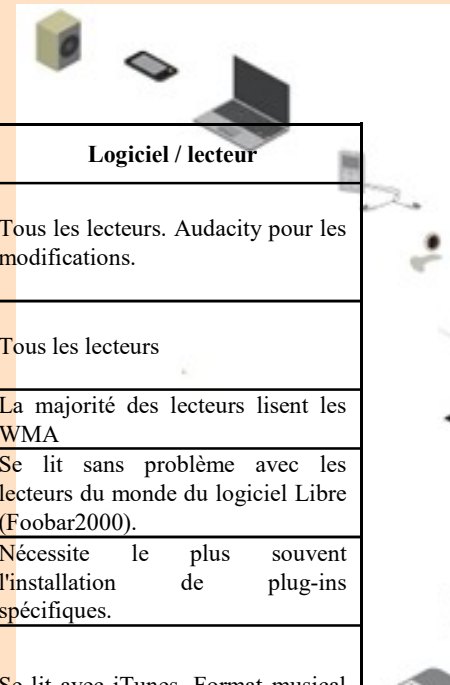 Logiciel / lecteur
Tous les lecteurs. Audacity pour les
modifications.
Tous les lecteurs
La majorité des lecteurs lisent les
WMA
Se lit sans problème avec les
lecteurs du monde du logiciel Libre
(Foobar2000).
Nécessite le plus souvent
l'installation de plug-ins
spécifiques.
Se lit avec iTunes. Format musical